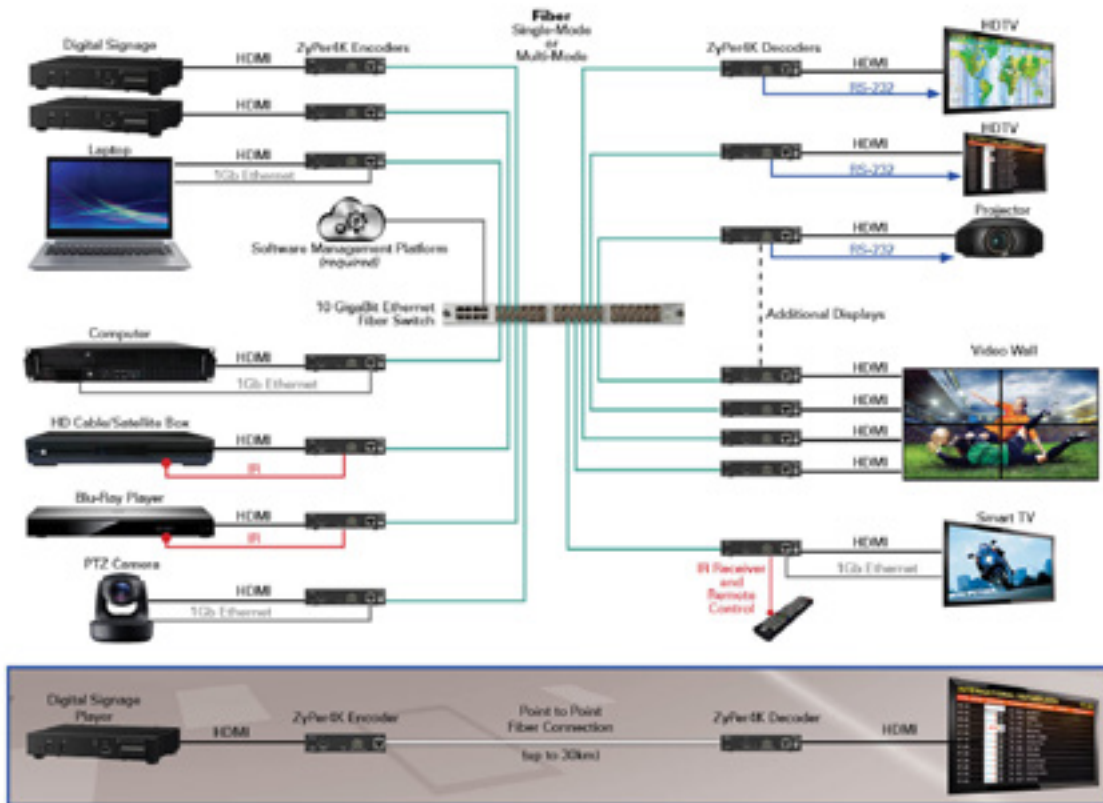 Fiber
Single-Mode
or
Multi-Mode
Digital Signage
ZyPer4K Encoders
HDMI
HDMI
Laptop
HDMI
1Gb Ethernet
Software Management Platform
(required)
10 GigaBit Ethernet
Fiber Switch
Computer
HDMI
1Gb Ethernet
HD Cable/Satellite Box
HDMI
IR
Blu-Ray Player
HDMI
IR
PTZ Camera
HDMI
1Gb Ethernet
ZyPer4K Decoders
HDTV
HDMI
RS-232
HDTV
HDMI
RS-232
Projector
HDMI
RS-232
Additional Displays
Video Wall
HDMI
HDMI
HDMI
HDMI
Smart TV
HDMI
1Gb Ethernet
IR Receiver
and
Remote
Control
Digital Signage
Player
HDMI
ZyPer4K Encoder
Point to Point
Fiber Connection
(up to 30km)
ZyPer4K Decoder
HDMI